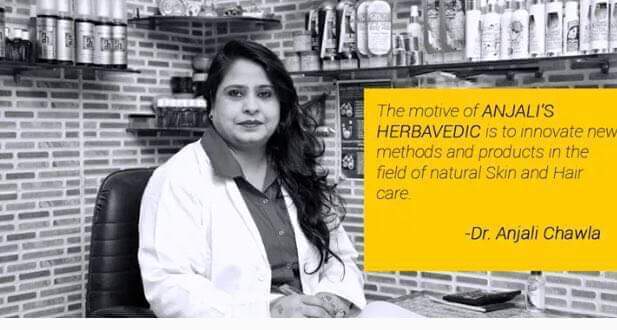 The motive of ANJALI'S
HERBAVEDIC is to innovate new
methods and products in the
field of natural Skin and Hair
care.
-Dr. Anjali Chawla